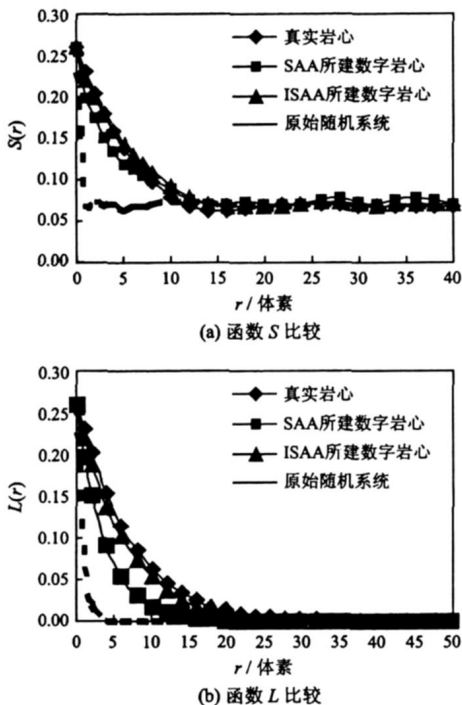 0.30
0.25
0.20
0.15
0.10
0.05
0.00
S(r)
真实岩心
SAA所建数字岩心
ISAA所建数字岩心
原始随机系统
0 5 10 15 20 25 30 35 40
r / 体素
(a) 函数 S 比较
0.30
0.25
0.20
0.15
0.10
0.05
0.00
L(r)
真实岩心
SAA所建数字岩心
ISAA所建数字岩心
原始随机系统
0 5 10 15 20 25 30 35 40 45 50
r / 体素
(b) 函数 L 比较